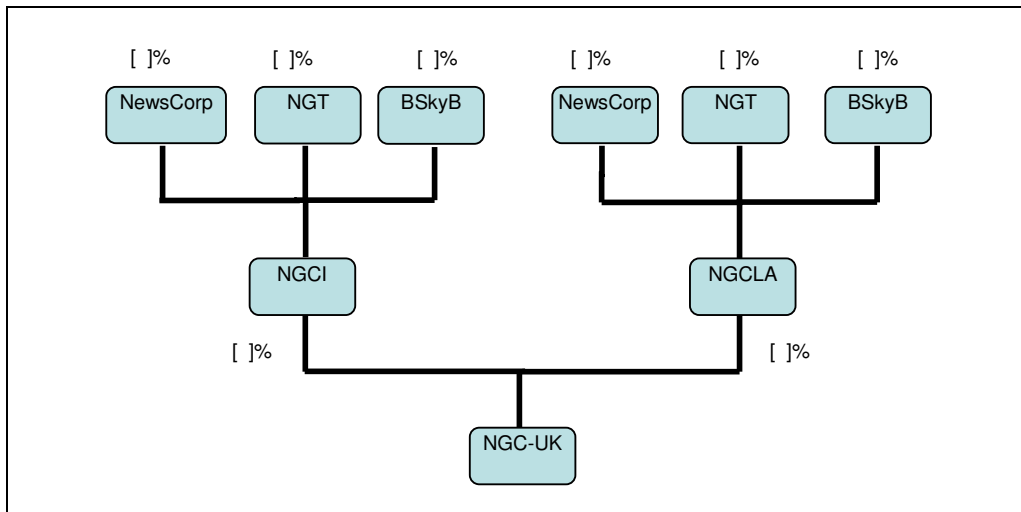 [ ]% [ ]% [ ]% [ ]% [ ]% [ ]%
NewsCorp NGT BSkyB NewsCorp NGT BSkyB
NGCI NGCLA
[ ]% [ ]%
NGC-UK